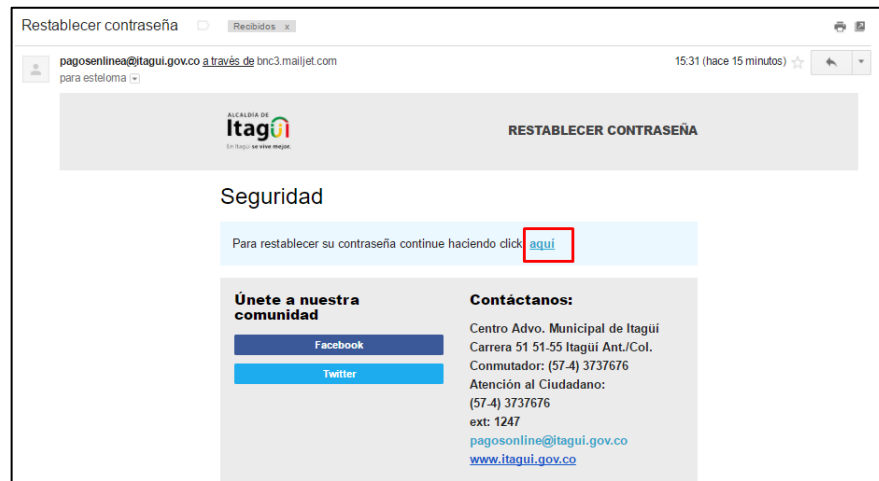 Restablecer contraseña
Recibidos x
pagosenlinea@itagui.gov.co a través de bnc3.mailjet.com
15:31 (hace 15 minutos)
para esteloma
ALCALDÍA DE
Itagüí
En Itagüí se vive mejor.
RESTABLECER CONTRASEÑA
Seguridad
Para restablecer su contraseña continue haciendo click aquí
Únete a nuestra
comunidad
Facebook
Twitter
Contáctanos:
Centro Advo. Municipal de Itagüí
Carrera 51 51-55 Itagüí Ant./Col.
Conmutador: (57-4) 3737676
Atención al Ciudadano:
(57-4) 3737676
ext: 1247
pagosonline@itagui.gov.co
www.itagui.gov.co